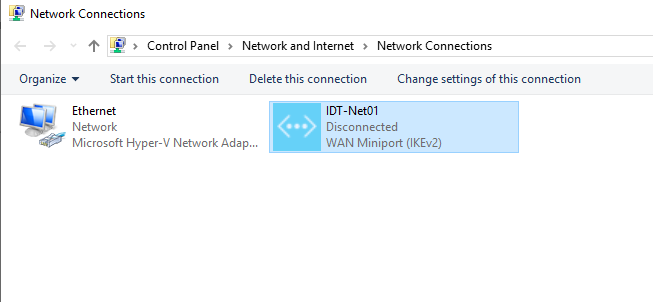 Network Connections
Control Panel > Network and Internet > Network Connections
Organize Start this connection Delete this connection Change settings of this connection
Ethernet
Network
Microsoft Hyper-V Network Adap...
IDT-Net01
Disconnected
WAN Miniport (IKEv2)